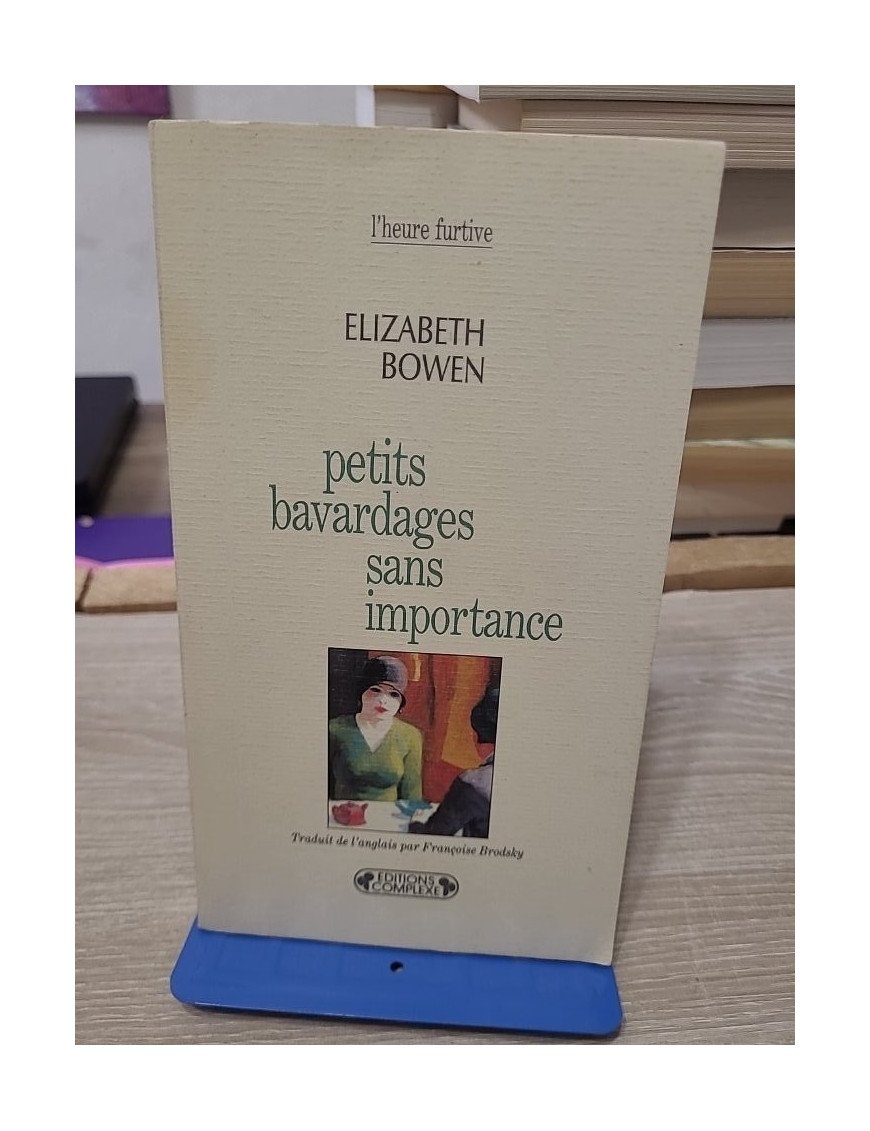 l'heure furtive
ELIZABETH
BOWEN
petits
bavardages
sans
importance
Traduit de l'anglais par Françoise Brodsky
EDITIONS
COMPLEXE